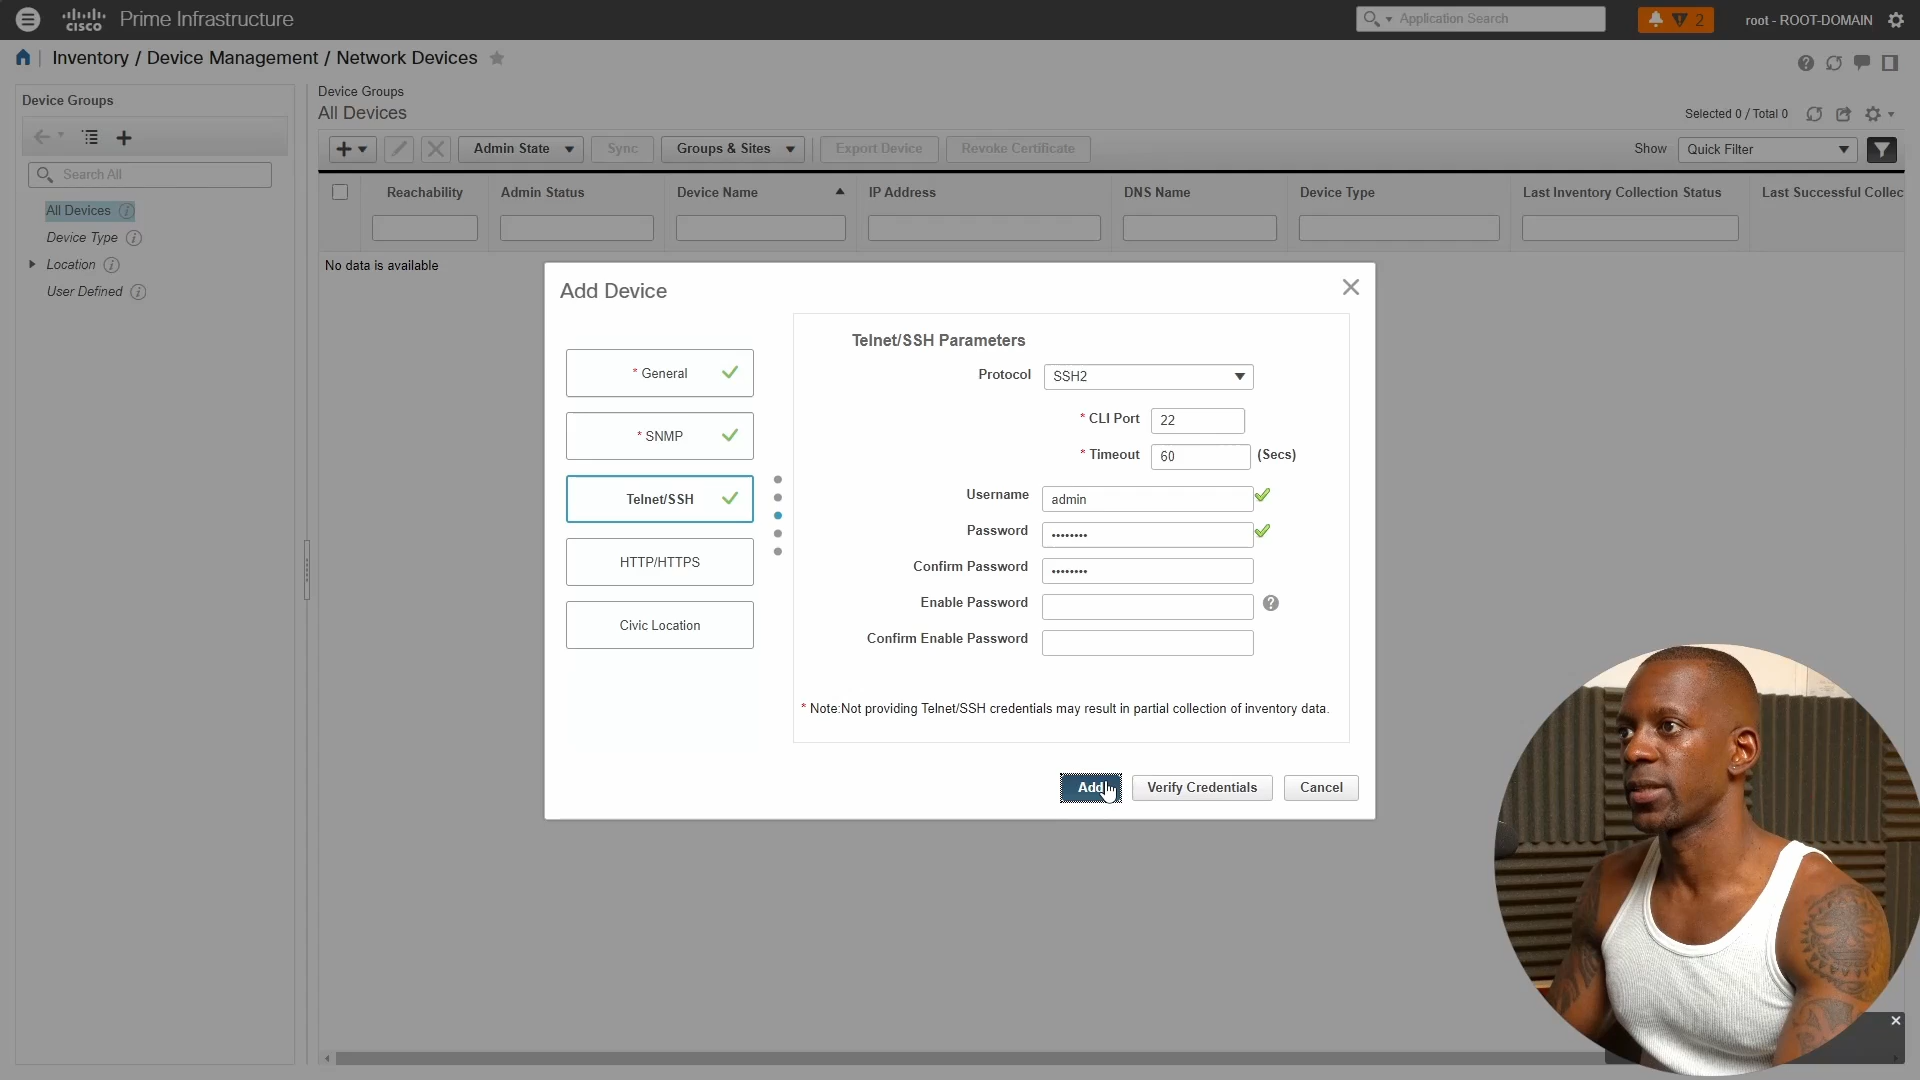 cisco Prime Infrastructure
Application Search
2
root - ROOT-DOMAIN
Inventory / Device Management / Network Devices
Device Groups
Search All
All Devices
Device Type
Location
User Defined
Device Groups
All Devices
Selected 0 / Total 0
Admin State
Sync
Groups & Sites
Export Device
Revoke Certificate
Show
Quick Filter
Reachability
Admin Status
Device Name
IP Address
DNS Name
Device Type
Last Inventory Collection Status
Last Successful Collec
No data is available
Add Device
* General
* SNMP
Telnet/SSH
HTTP/HTTPS
Civic Location
Telnet/SSH Parameters
Protocol SSH2
* CLI Port 22
* Timeout 60 (Secs)
Username admin
Password ••••••••
Confirm Password ••••••••
Enable Password
Confirm Enable Password
* Note:Not providing Telnet/SSH credentials may result in partial collection of inventory data.
Add
Verify Credentials
Cancel